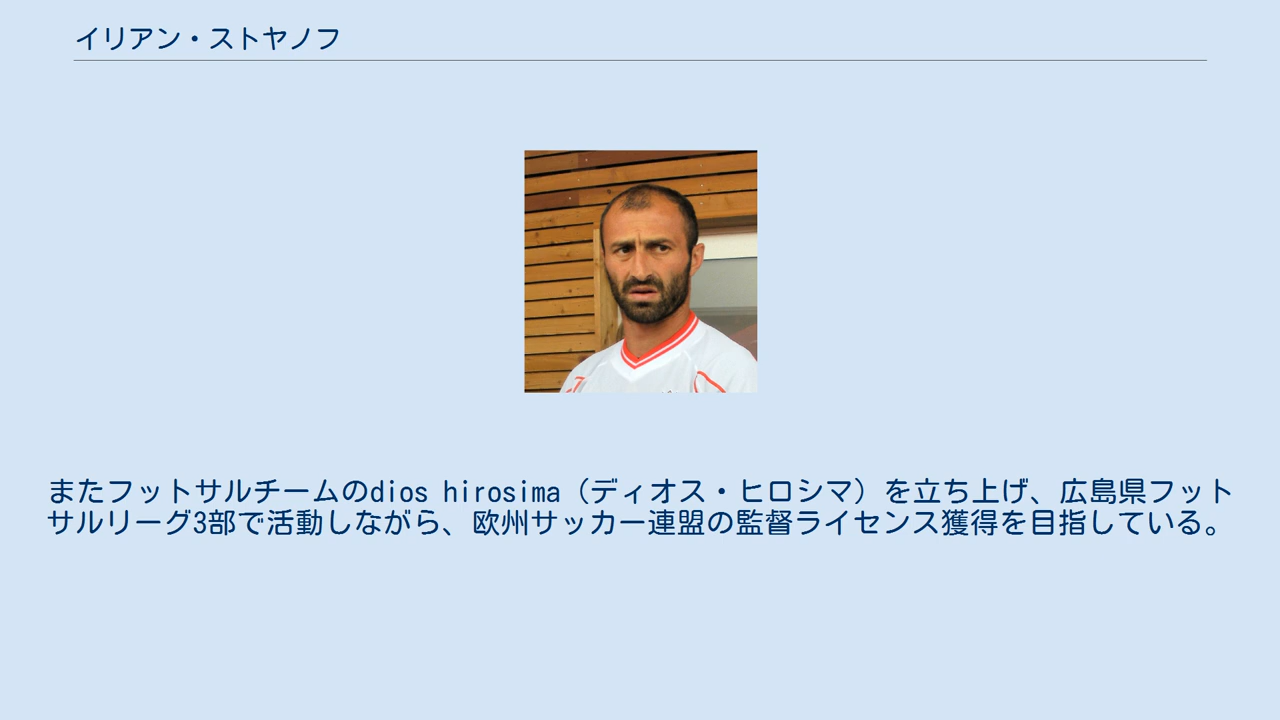 イリアン・ストヤノフ
またフットサルチームのdios hirosima（ディオス・ヒロシマ）を立ち上げ、広島県フット
サルリーグ3部で活動しながら、欧州サッカー連盟の監督ライセンス獲得を目指している。